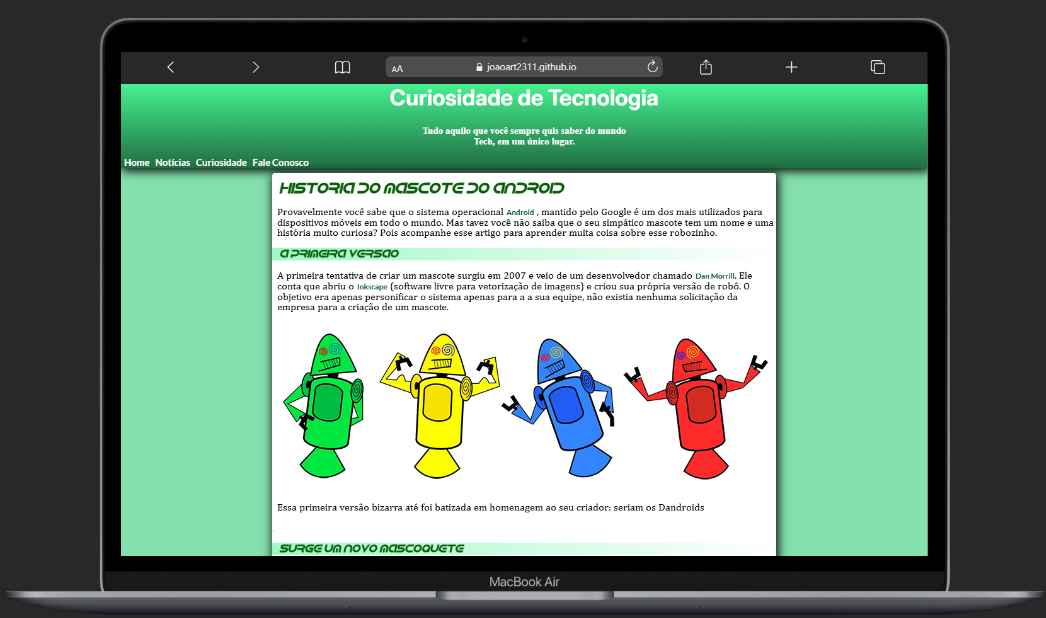 AA joaoart2311.github.io
Curiosidade de Tecnologia
Tudo aquilo que você sempre quis saber do mundo
Tech, em um único lugar.
Home Notícias Curiosidade Fale Conosco
HISTORIA DO MASCOTE DO ANDROID
Provavelmente você sabe que o sistema operacional Android , mantido pelo Google é um dos mais utilizados para
dispositivos móveis em todo o mundo. Mas tavez você não saiba que o seu simpático mascote tem um nome e uma
história muito curiosa? Pois acompanhe esse artigo para aprender muita coisa sobre esse robozinho.
A PRIMEIRA VERSAO
A primeira tentativa de criar um mascote surgiu em 2007 e veio de um desenvolvedor chamado Dan Morrill. Ele
conta que abriu o Inkscape (software livre para vetorização de imagens) e criou sua própria versão de robô. O
objetivo era apenas personificar o sistema apenas para a a sua equipe, não existia nenhuma solicitação da
empresa para a criação de um mascote.
Essa primeira versão bizarra até foi batizada em homenagem ao seu criador: seriam os Dandroids
SURGE UM NOVO MASCOQUETE
MacBook Air